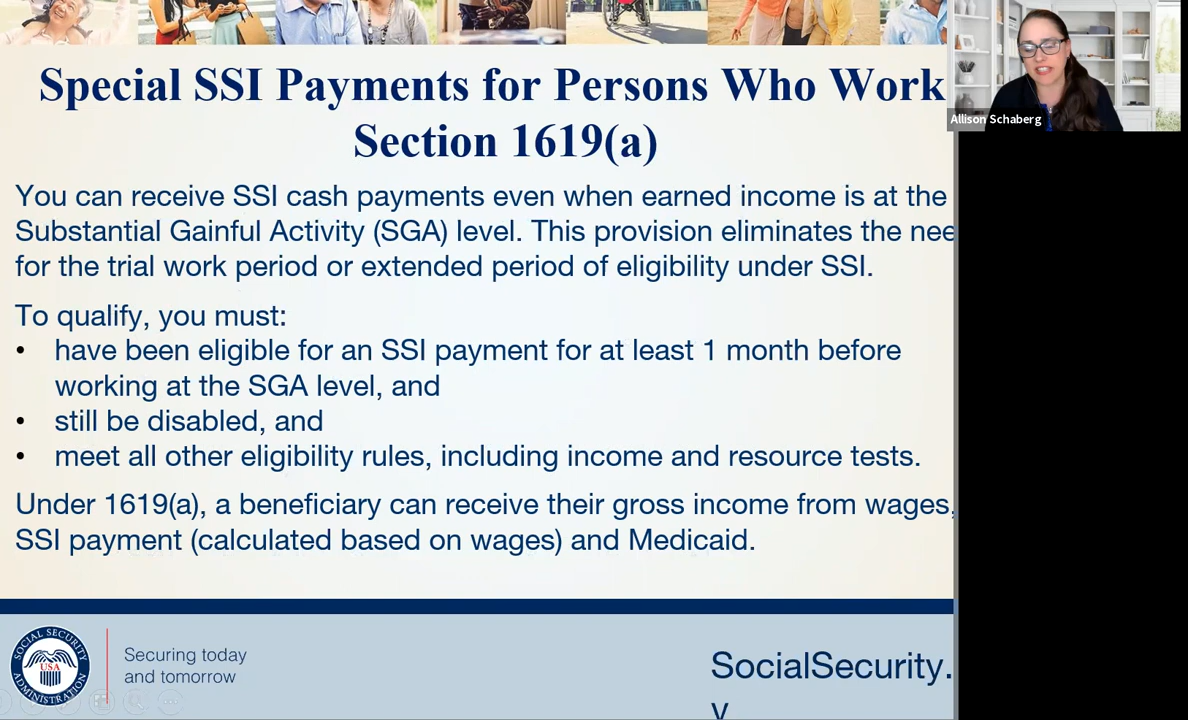 Special SSI Payments for Persons Who Work
Section 1619(a)
Allison Schaberg
You can receive SSI cash payments even when earned income is at the
Substantial Gainful Activity (SGA) level. This provision eliminates the nee
for the trial work period or extended period of eligibility under SSI.
To qualify, you must:
• have been eligible for an SSI payment for at least 1 month before
working at the SGA level, and
• still be disabled, and
• meet all other eligibility rules, including income and resource tests.
Under 1619(a), a beneficiary can receive their gross income from wages,
SSI payment (calculated based on wages) and Medicaid.
SOCIAL SECURITY
USA
ADMINISTRATION
Securing today
and tomorrow
SocialSecurity.
v